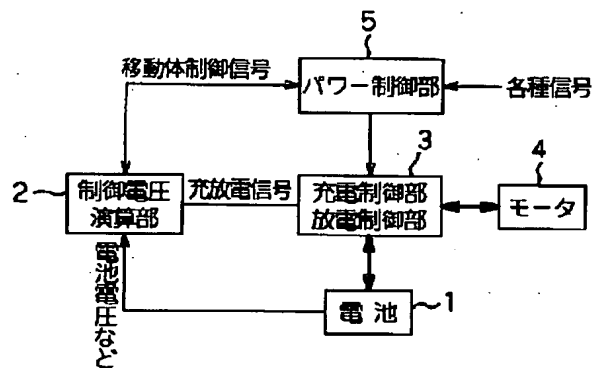 5
移動体制御信号
パワー制御部
各種信号
3
4
2
制御電圧
演算部
充放電信号
充電制御部
放電制御部
モータ
電池電圧など
電池
1